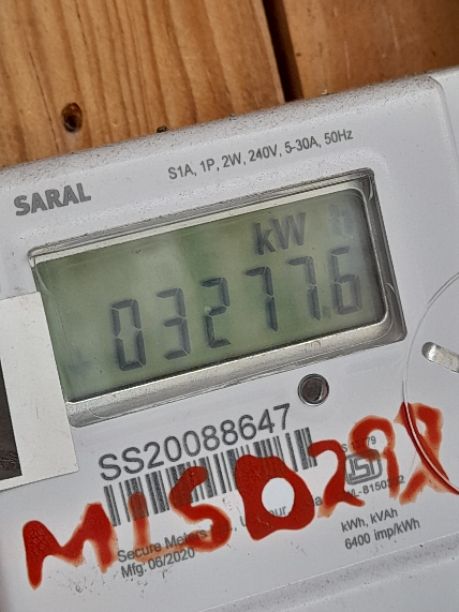 S1A, 1P, 2W, 240V, 5-30A, 50Hz
SARAL
kW
03277.6
SS20088647
Secure Meters
Mfg. 06/2020
kWh, kVAh
6400 imp/kWh